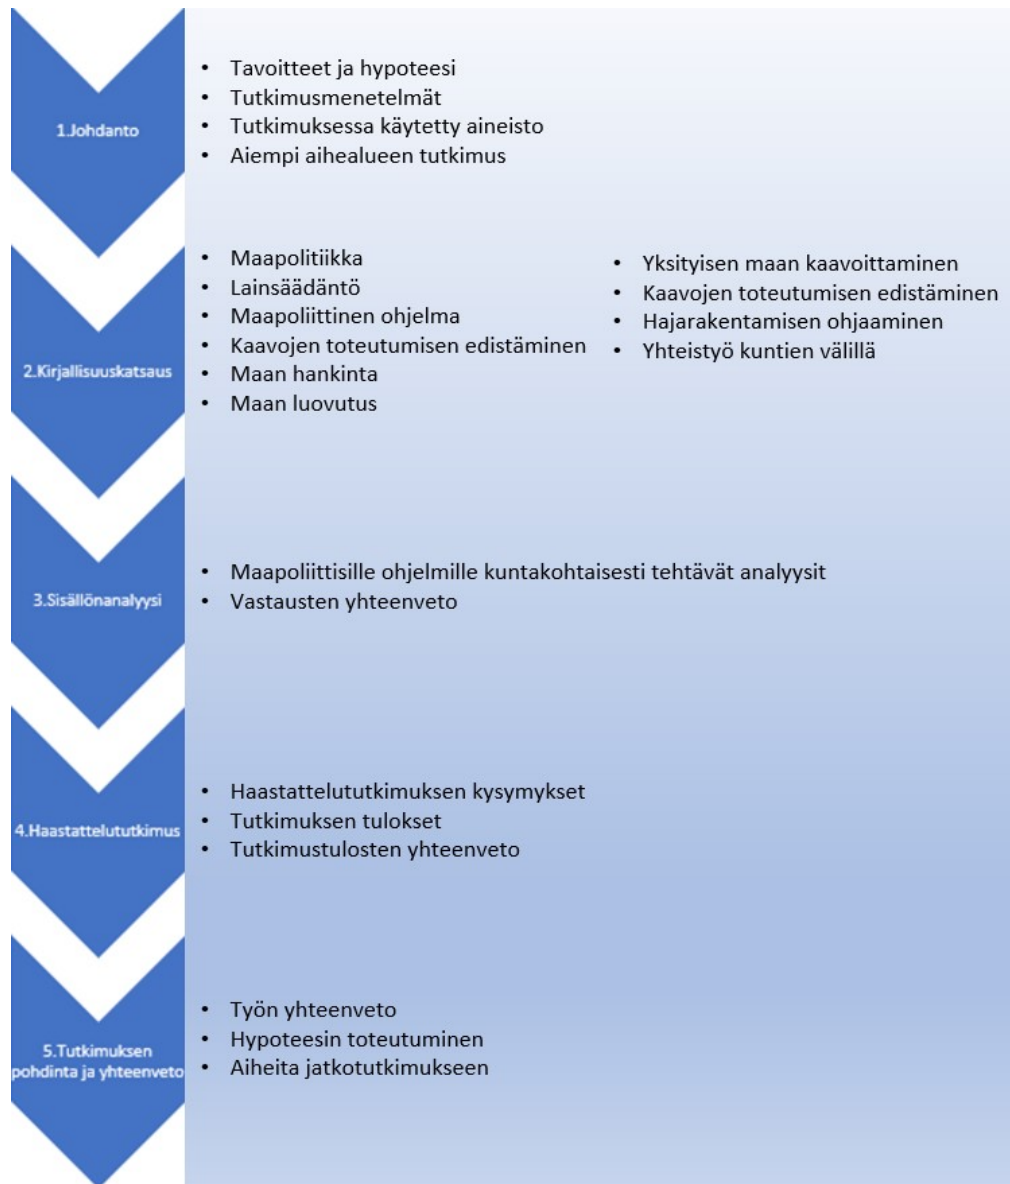 1.Johdanto
• Tavoitteet ja hypoteesi
• Tutkimusmenetelmät
• Tutkimuksessa käytetty aineisto
• Aiempi aihealueen tutkimus
2.Kirjallisuuskatsaus
• Maapolitiikka
• Lainsäädäntö
• Maapoliittinen ohjelma
• Kaavojen toteutumisen edistäminen
• Maan hankinta
• Maan luovutus
• Yksityisen maan kaavoittaminen
• Kaavojen toteutumisen edistäminen
• Hajarakentamisen ohjaaminen
• Yhteistyö kuntien välillä
3.Sisällönanalyysi
• Maapoliittisille ohjelmille kuntakohtaisesti tehtävät analyysit
• Vastausten yhteenveto
4.Haastattelututkimus
• Haastattelututkimuksen kysymykset
• Tutkimuksen tulokset
• Tutkimustulosten yhteenveto
5.Tutkimuksen
pohdinta ja yhteenveto
• Työn yhteenveto
• Hypoteesin toteutuminen
• Aiheita jatkotutkimukseen